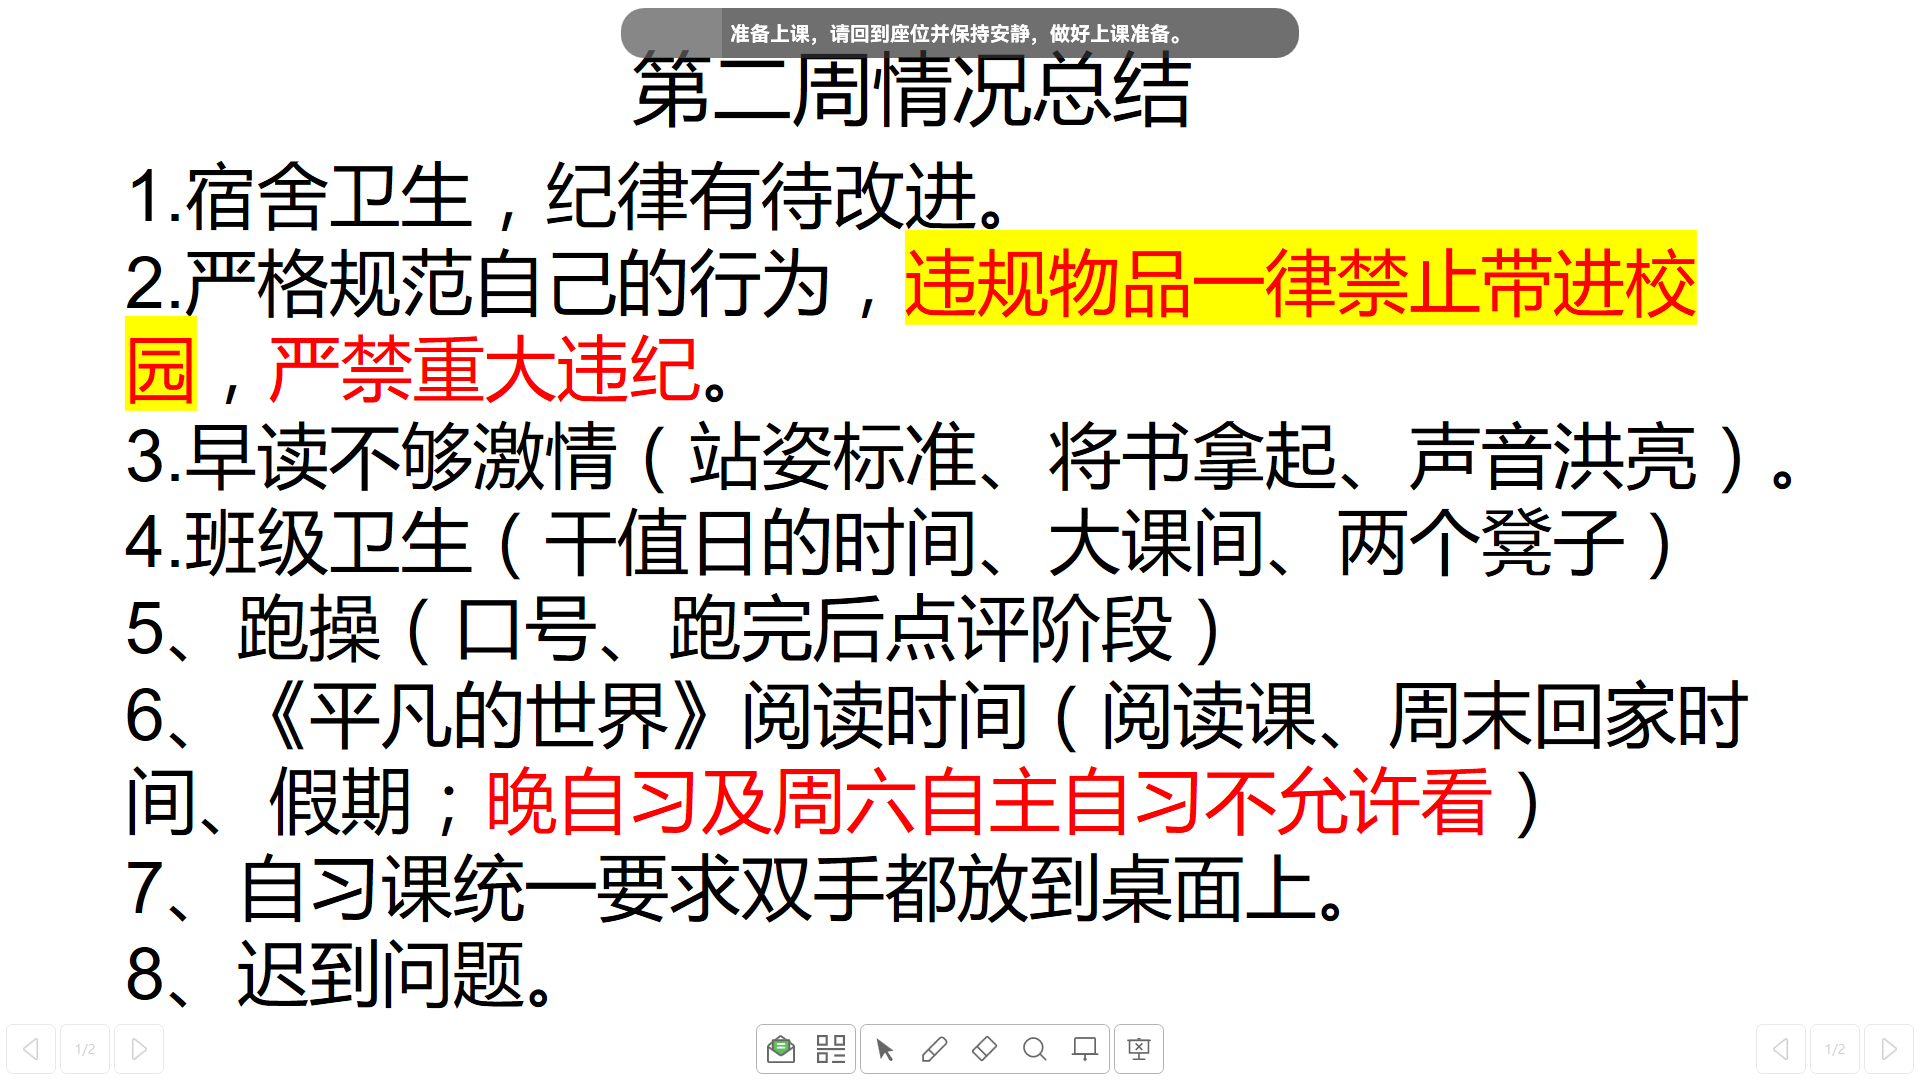 准备上课，请回到座位并保持安静，做好上课准备。
第二周情况总结
1.宿舍卫生，纪律有待改进。
2.严格规范自己的行为，违规物品一律禁止带进校
园，严禁重大违纪。
3.早读不够激情（站姿标准、将书拿起、声音洪亮）。
4.班级卫生（干值日的时间、大课间、两个凳子）
5、跑操（口号、跑完后点评阶段）
6、《平凡的世界》阅读时间（阅读课、周末回家时
间、假期；晚自习及周六自主自习不允许看）
7、自习课统一要求双手都放到桌面上。
8、迟到问题。
1/2
1/2